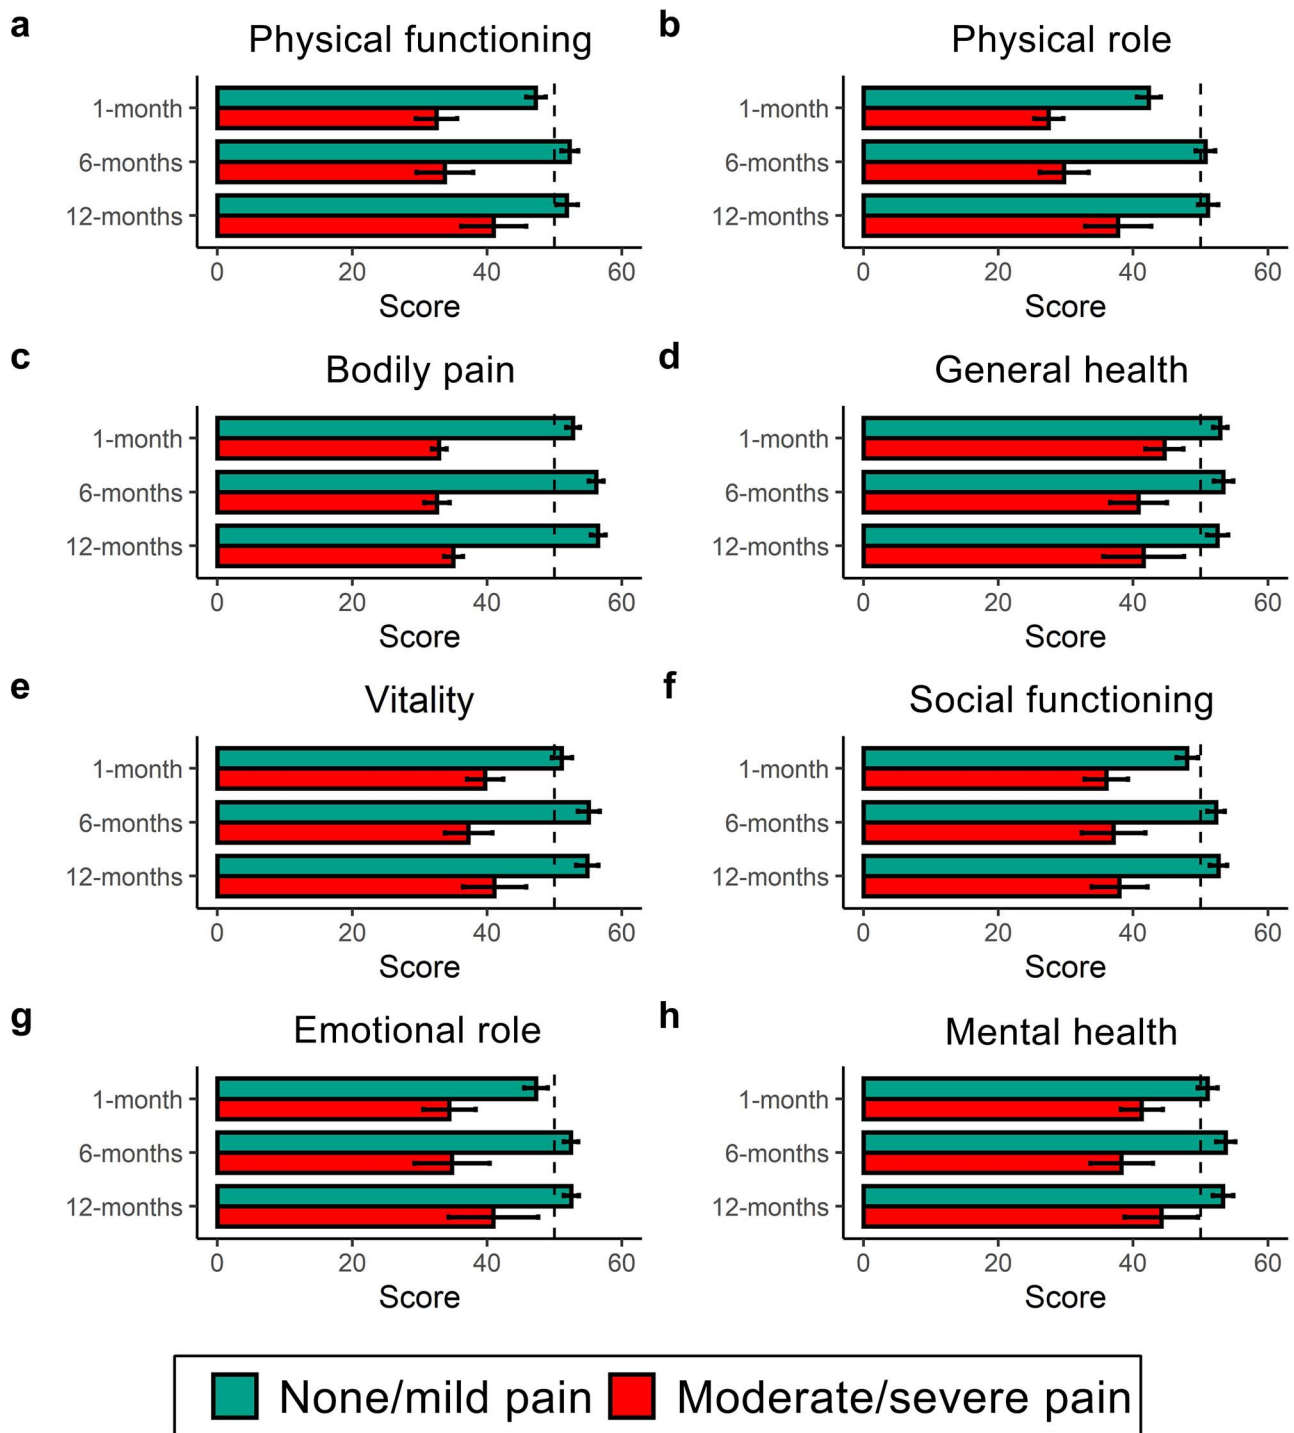 a
Physical functioning
1-month
6-months
12-months
0 20 40 60
Score
b
Physical role
1-month
6-months
12-months
0 20 40 60
Score
c
Bodily pain
1-month
6-months
12-months
0 20 40 60
Score
d
General health
1-month
6-months
12-months
0 20 40 60
Score
e
Vitality
1-month
6-months
12-months
0 20 40 60
Score
f
Social functioning
1-month
6-months
12-months
0 20 40 60
Score
g
Emotional role
1-month
6-months
12-months
0 20 40 60
Score
h
Mental health
1-month
6-months
12-months
0 20 40 60
Score
None/mild pain Moderate/severe pain